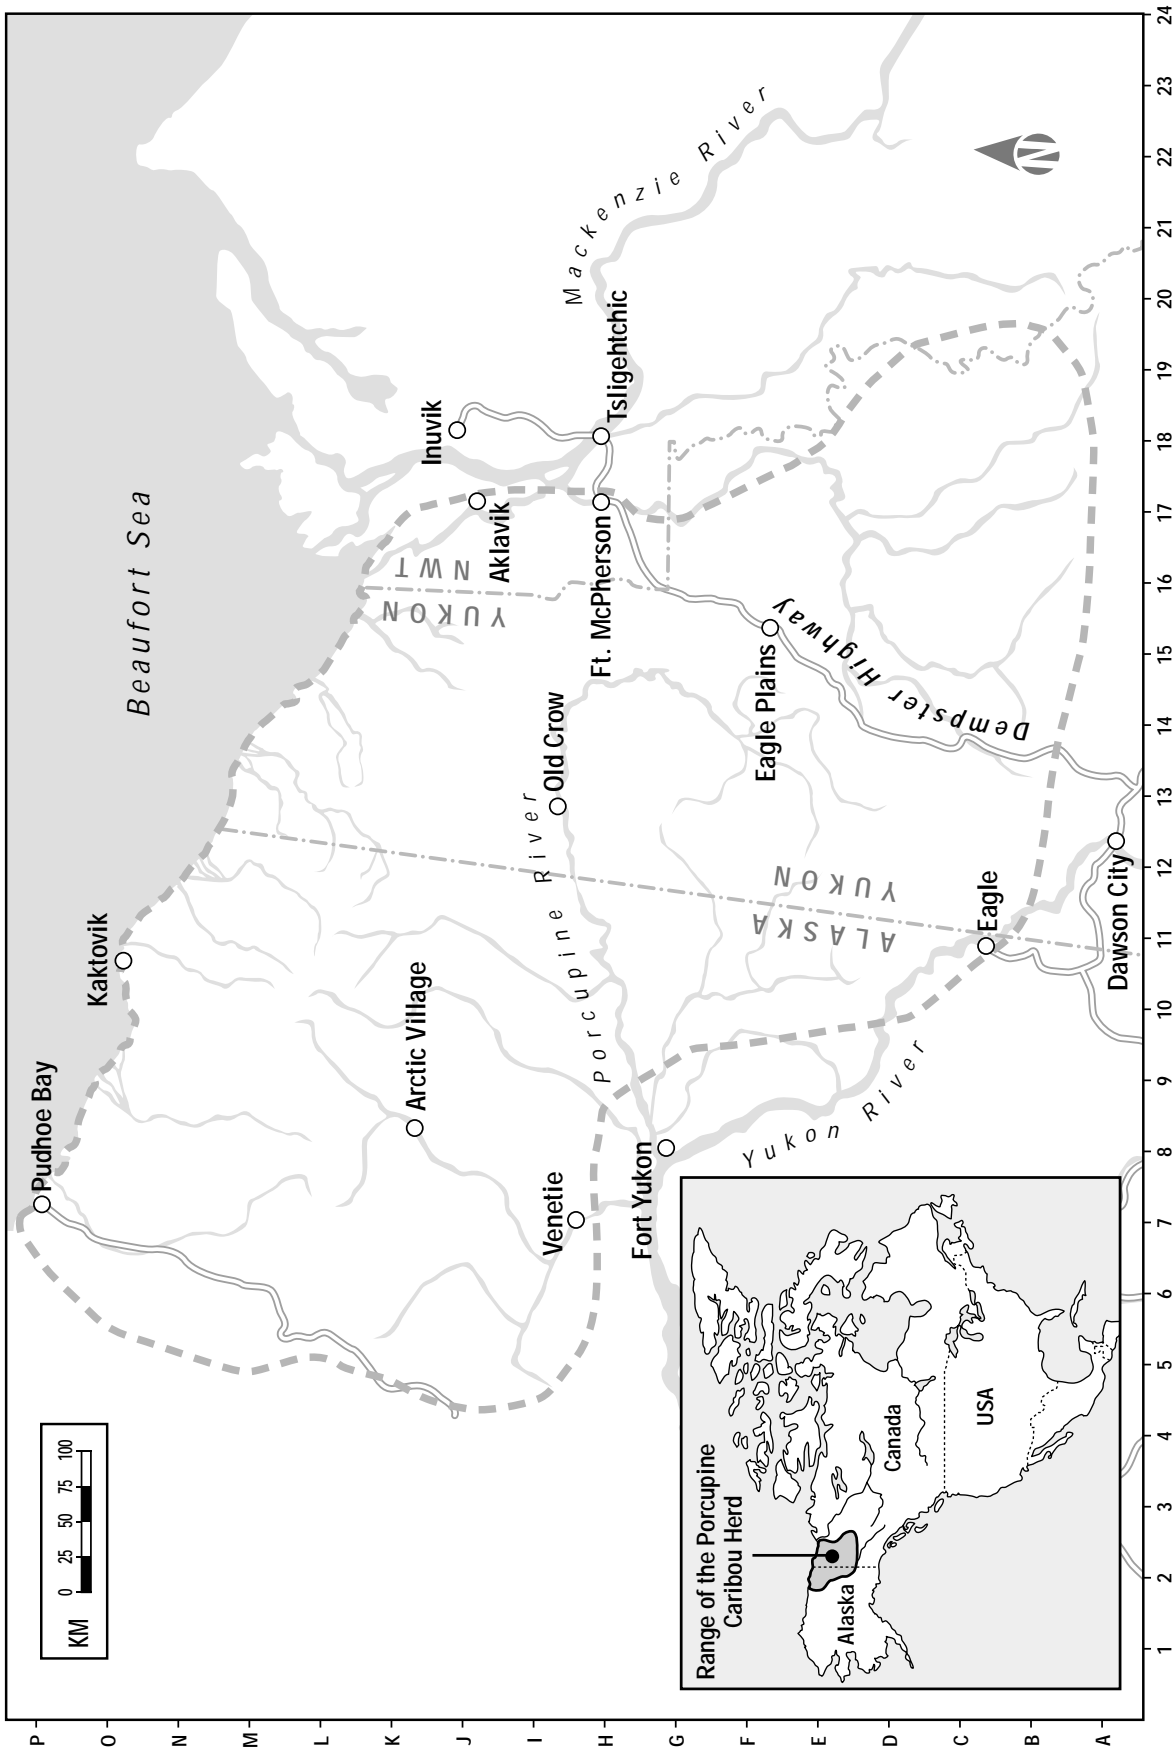 Beaufort Sea
Pudhoe Bay
Kaktovik
Inuvik
Aklavik
NWT
YUKON
Arctic Village
Old Crow
Porcupine River
Venetie
Fort Yukon
Ft. McPherson
Tsligehtchic
Mackenzie River
Eagle Plains
Dempster Highway
YUKON
ALASKA
Yukon River
Eagle
Dawson City
N
KM
0 25 50 75 100
Range of the Porcupine
Caribou Herd
Alaska
Canada
USA
P
O
N
M
L
K
J
I
H
G
F
E
D
C
B
A
1 2 3 4 5 6 7 8 9 10 11 12 13 14 15 16 17 18 19 20 21 22 23 24